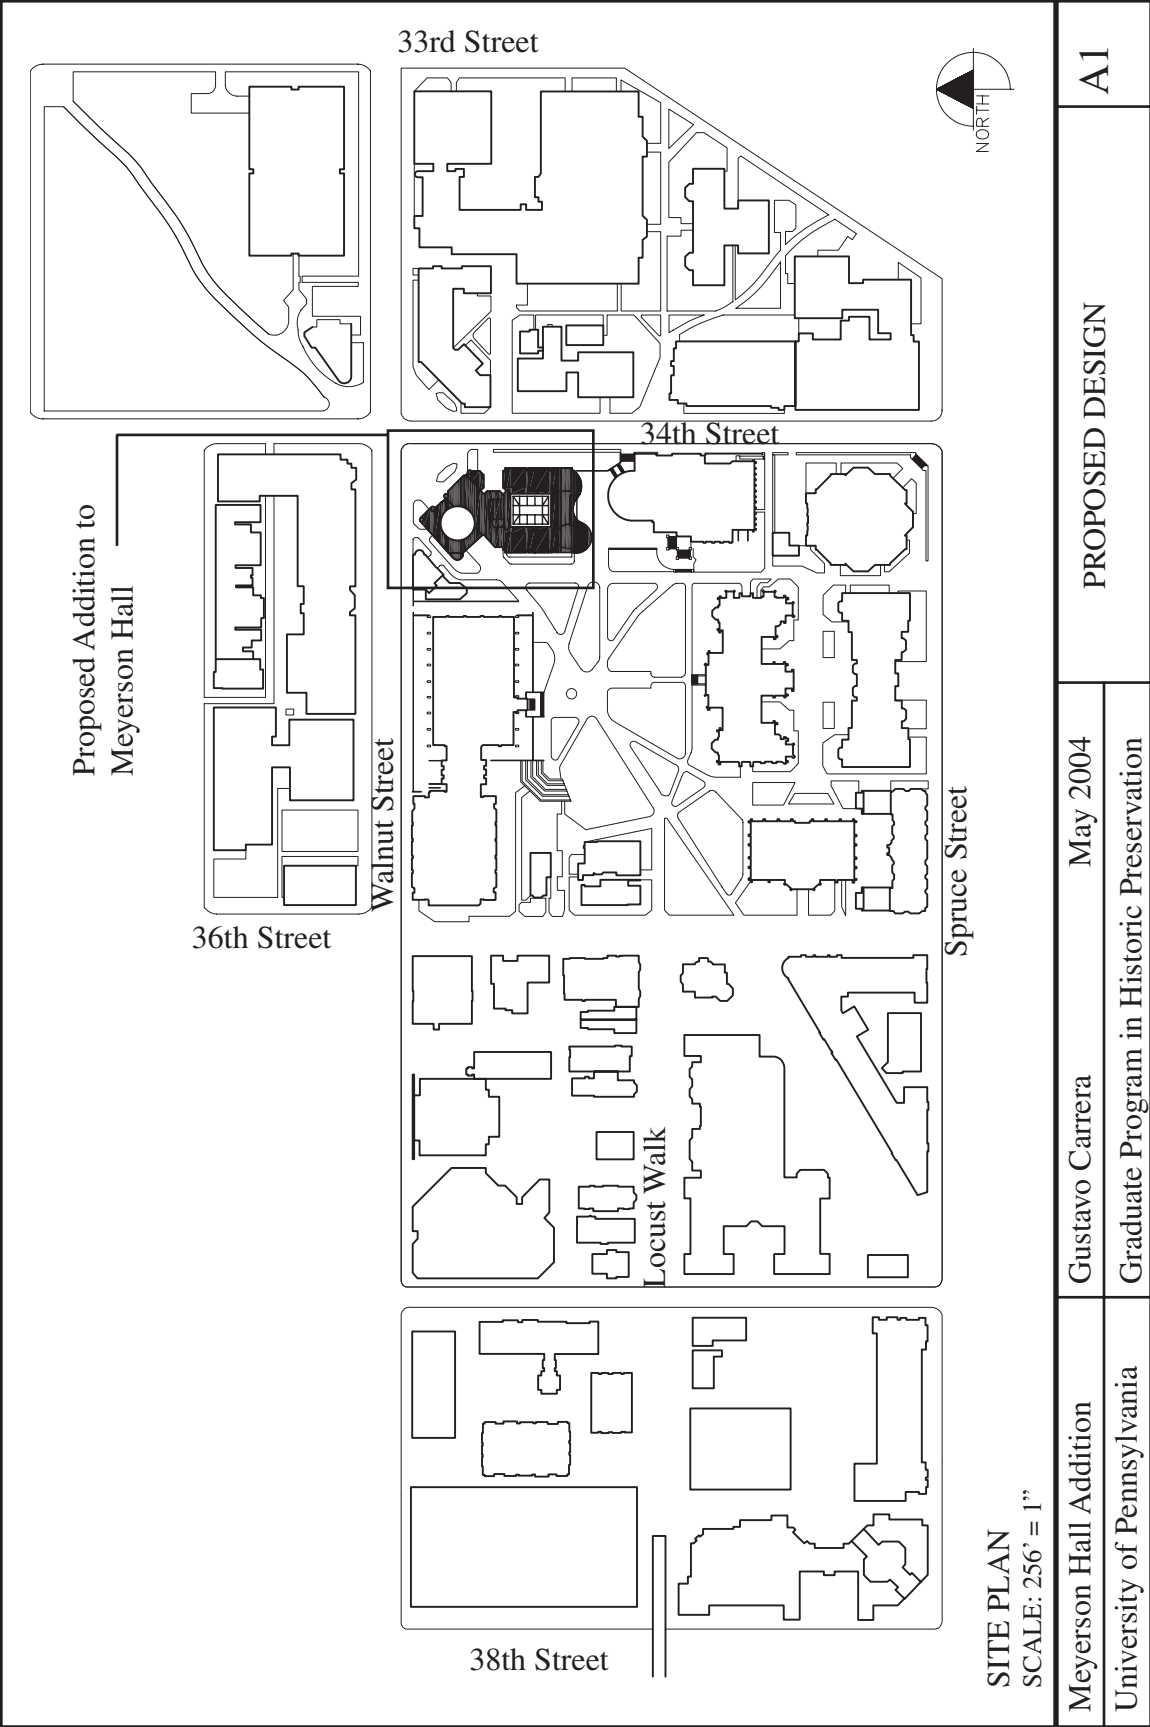 33rd Street
NORTH
34th Street
Proposed Addition to
Meyerson Hall
Walnut Street
36th Street
Spruce Street
Locust Walk
38th Street
SITE PLAN
SCALE: 256’ = 1”
Meyerson Hall Addition
University of Pennsylvania
Gustavo Carrera
May 2004
Graduate Program in Historic Preservation
PROPOSED DESIGN
A1